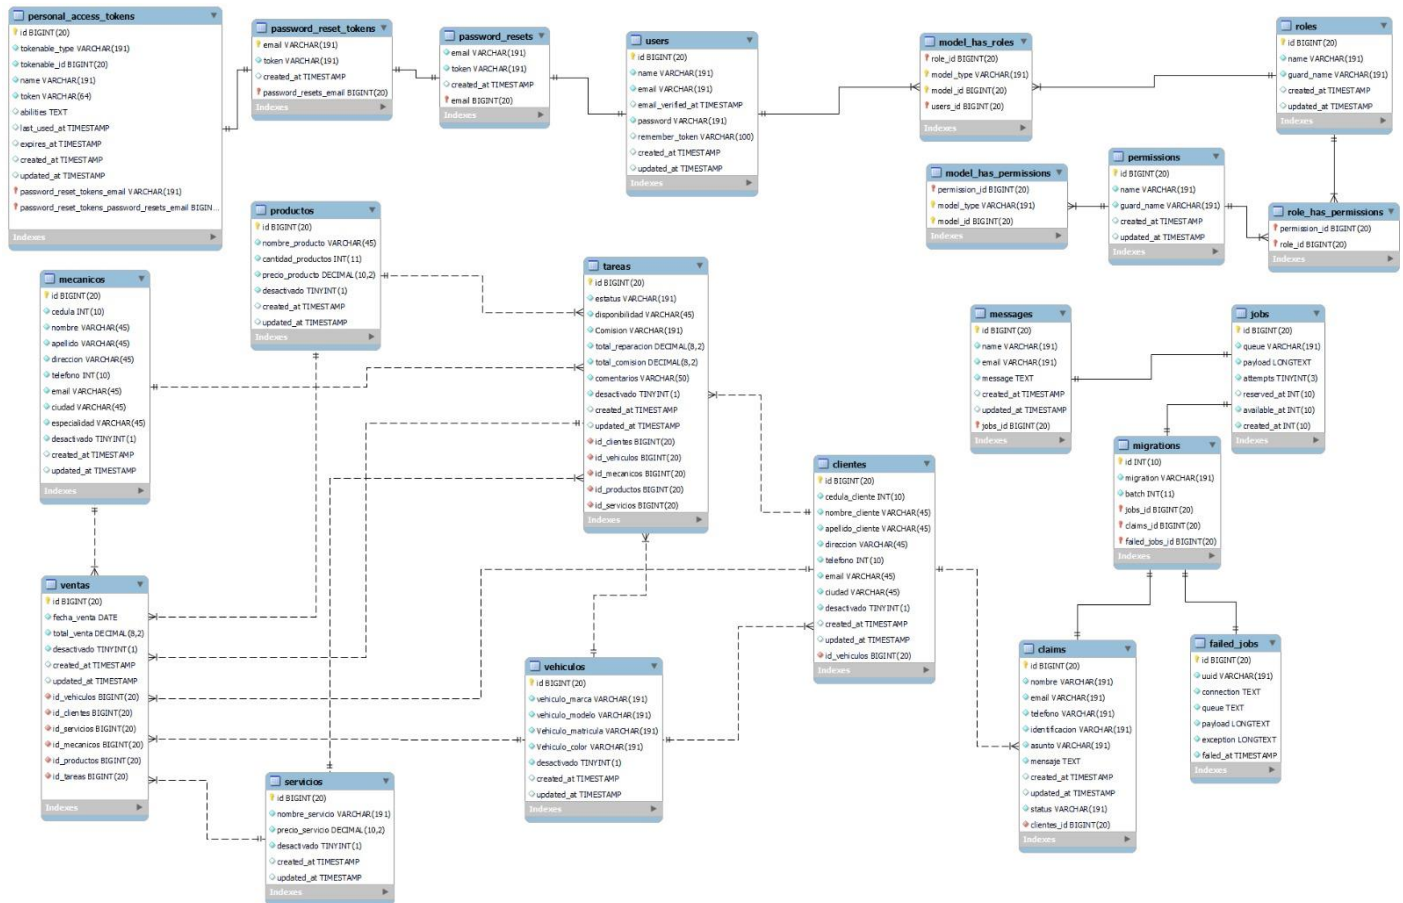 personal_access_tokens
id BIGINT(20)
tokenable_type VARCHAR(191)
tokenable_id BIGINT(20)
name VARCHAR(191)
token VARCHAR(64)
abilities TEXT
last_used_at TIMESTAMP
expires_at TIMESTAMP
created_at TIMESTAMP
updated_at TIMESTAMP
password_reset_tokens_email VARCHAR(191)
password_reset_tokens_password_resets_email BIGIN...
Indexes
password_reset_tokens
email VARCHAR(191)
token VARCHAR(191)
created_at TIMESTAMP
password_resets_email BIGINT(20)
Indexes
password_resets
email VARCHAR(191)
token VARCHAR(191)
created_at TIMESTAMP
email BIGINT(20)
Indexes
users
id BIGINT(20)
name VARCHAR(191)
email VARCHAR(191)
email_verified_at TIMESTAMP
password VARCHAR(191)
remember_token VARCHAR(100)
created_at TIMESTAMP
updated_at TIMESTAMP
Indexes
model_has_roles
role_id BIGINT(20)
model_type VARCHAR(191)
model_id BIGINT(20)
users_id BIGINT(20)
Indexes
roles
id BIGINT(20)
name VARCHAR(191)
guard_name VARCHAR(191)
created_at TIMESTAMP
updated_at TIMESTAMP
Indexes
model_has_permissions
permission_id BIGINT(20)
model_type VARCHAR(191)
model_id BIGINT(20)
Indexes
permissions
id BIGINT(20)
name VARCHAR(191)
guard_name VARCHAR(191)
created_at TIMESTAMP
updated_at TIMESTAMP
Indexes
role_has_permissions
permission_id BIGINT(20)
role_id BIGINT(20)
Indexes
productos
id BIGINT(20)
nombre_producto VARCHAR(45)
cantidad_productos INT(11)
precio_producto DECIMAL(10,2)
desactivado TINYINT(1)
created_at TIMESTAMP
updated_at TIMESTAMP
Indexes
mecanicos
id BIGINT(20)
cedula INT(10)
nombre VARCHAR(45)
apellido VARCHAR(45)
direccion VARCHAR(45)
telefono INT(10)
email VARCHAR(45)
ciudad VARCHAR(45)
especialidad VARCHAR(45)
desactivado TINYINT(1)
created_at TIMESTAMP
updated_at TIMESTAMP
Indexes
tareas
id BIGINT(20)
estatus VARCHAR(191)
disponibilidad VARCHAR(45)
Comision VARCHAR(191)
total_reparacion DECIMAL(8,2)
total_comision DECIMAL(8,2)
comentarios VARCHAR(50)
desactivado TINYINT(1)
created_at TIMESTAMP
updated_at TIMESTAMP
id_clientes BIGINT(20)
id_vehiculos BIGINT(20)
id_mecanicos BIGINT(20)
id_productos BIGINT(20)
id_servicios BIGINT(20)
Indexes
messages
id BIGINT(20)
name VARCHAR(191)
email VARCHAR(191)
message TEXT
created_at TIMESTAMP
updated_at TIMESTAMP
jobs_id BIGINT(20)
Indexes
jobs
id BIGINT(20)
queue VARCHAR(191)
payload LONGTEXT
attempts TINYINT(3)
reserved_at INT(10)
available_at INT(10)
created_at INT(10)
Indexes
migrations
id INT(10)
migration VARCHAR(191)
batch INT(11)
jobs_id BIGINT(20)
claims_id BIGINT(20)
failed_jobs_id BIGINT(20)
Indexes
clientes
id BIGINT(20)
cedula_cliente INT(10)
nombre_cliente VARCHAR(45)
apellido_cliente VARCHAR(45)
direccion VARCHAR(45)
telefono INT(10)
email VARCHAR(45)
ciudad VARCHAR(45)
desactivado TINYINT(1)
created_at TIMESTAMP
updated_at TIMESTAMP
id_vehiculos BIGINT(20)
Indexes
ventas
id BIGINT(20)
fecha_venta DATE
total_venta DECIMAL(8,2)
desactivado TINYINT(1)
created_at TIMESTAMP
updated_at TIMESTAMP
id_vehiculos BIGINT(20)
id_clientes BIGINT(20)
id_servicios BIGINT(20)
id_mecanicos BIGINT(20)
id_productos BIGINT(20)
id_tareas BIGINT(20)
Indexes
vehiculos
id BIGINT(20)
vehiculo_marca VARCHAR(191)
vehiculo_modelo VARCHAR(191)
Vehiculo_matricula VARCHAR(191)
Vehiculo_color VARCHAR(191)
desactivado TINYINT(1)
created_at TIMESTAMP
updated_at TIMESTAMP
Indexes
claims
id BIGINT(20)
nombre VARCHAR(191)
email VARCHAR(191)
telefono VARCHAR(191)
identificacion VARCHAR(191)
asunto VARCHAR(191)
mensaje TEXT
created_at TIMESTAMP
updated_at TIMESTAMP
status VARCHAR(191)
clientes_id BIGINT(20)
Indexes
failed_jobs
id BIGINT(20)
uuid VARCHAR(191)
connection TEXT
queue TEXT
payload LONGTEXT
exception LONGTEXT
failed_at TIMESTAMP
Indexes
servicios
id BIGINT(20)
nombre_servicio VARCHAR(191)
precio_servicio DECIMAL(10,2)
desactivado TINYINT(1)
created_at TIMESTAMP
updated_at TIMESTAMP
Indexes